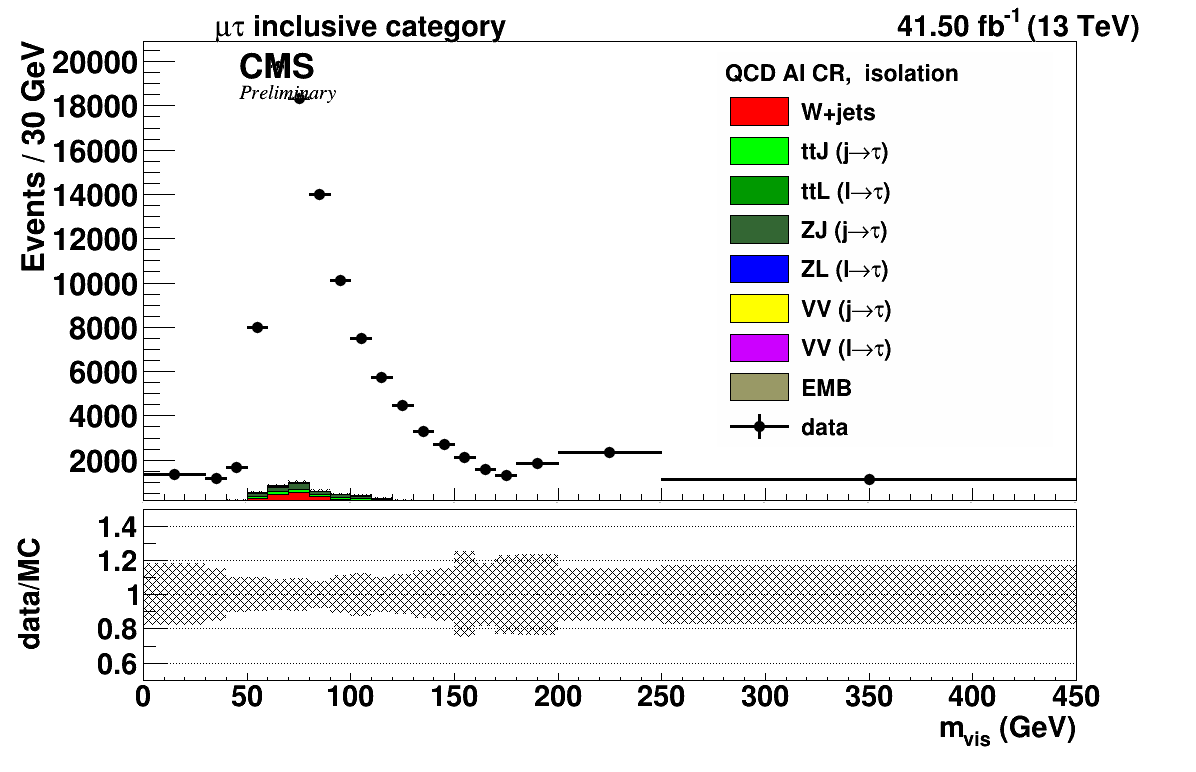 μτ inclusive category
41.50 fb-1 (13 TeV)
CMS
Preliminary
Events / 30 GeV
20000
18000
16000
14000
12000
10000
8000
6000
4000
2000
QCD AI CR, isolation
W+jets
ttJ (j→τ)
ttL (l→τ)
ZJ (j→τ)
ZL (l→τ)
VV (j→τ)
VV (l→τ)
EMB
data
data/MC
1.4
1.2
1
0.8
0.6
0 50 100 150 200 250 300 350 400 450
mvis (GeV)